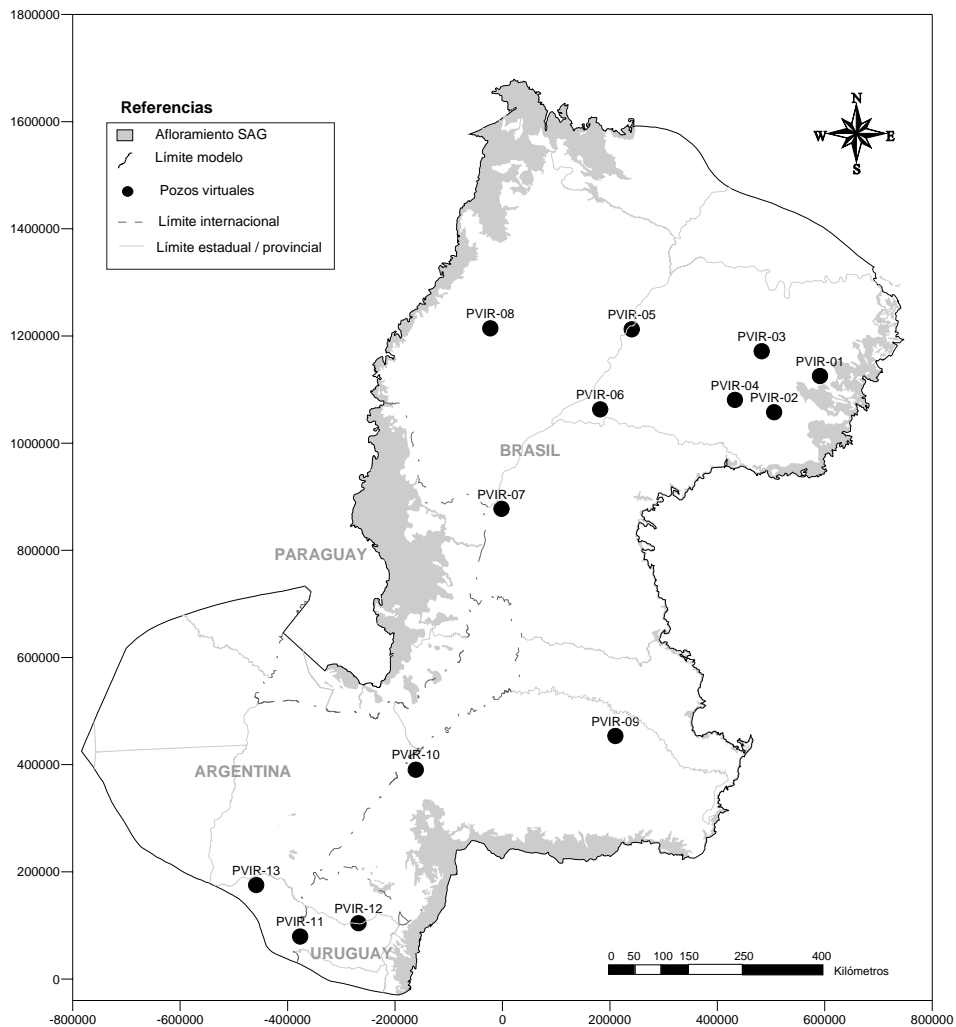 1800000
1600000
1400000
1200000
1000000
800000
600000
400000
200000
0
-800000 -600000 -400000 -200000 0 200000 400000 600000 800000
Referencias
Afloramiento SAG
Límite modelo
Pozos virtuales
Límite internacional
Límite estadual / provincial
N
W E
S
PVIR-08
PVIR-05
PVIR-03
PVIR-01
PVIR-04
PVIR-02
PVIR-06
BRASIL
PVIR-07
PARAGUAY
PVIR-09
PVIR-10
ARGENTINA
PVIR-13
PVIR-12
PVIR-11
URUGUAY
0 50 100 150 250 400
Kilómetros